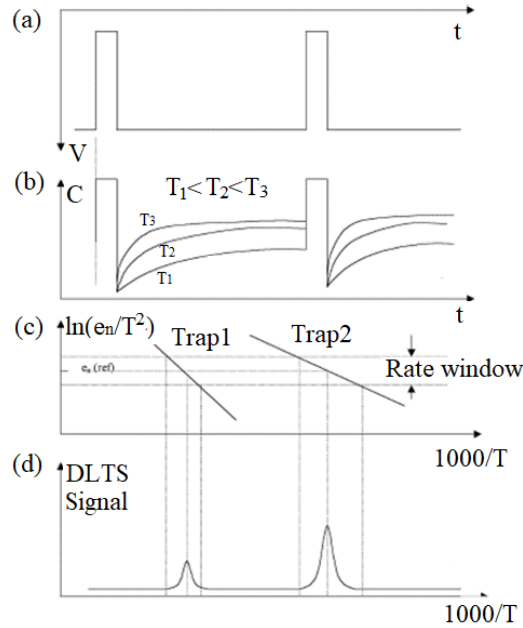 (a)
t
V
(b)
C
T₁<T₂<T₃
T₃
T₂
T₁
t
(c)
ln(eₙ/T²)
Trap1
Trap2
eₙ (ref)
Rate window
1000/T
(d)
DLTS
Signal
1000/T